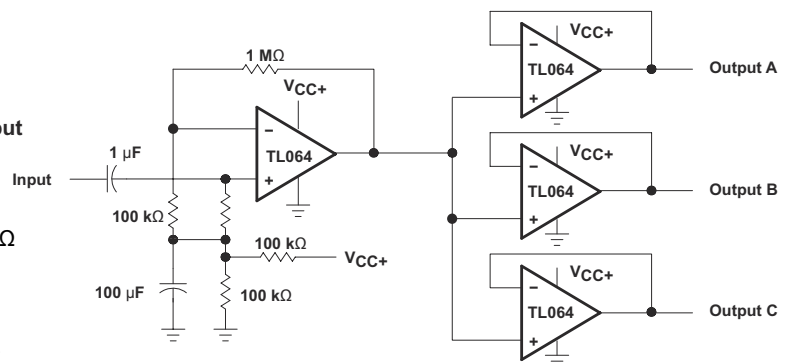 1 MΩ
VCC+
VCC+
TL064
Output A
put
1 µF
TL064
Input
100 kΩ
Ω
100 kΩ
VCC+
100 µF
100 kΩ
VCC+
TL064
Output B
VCC+
TL064
Output C
−
+
−
+
−
+
−
+